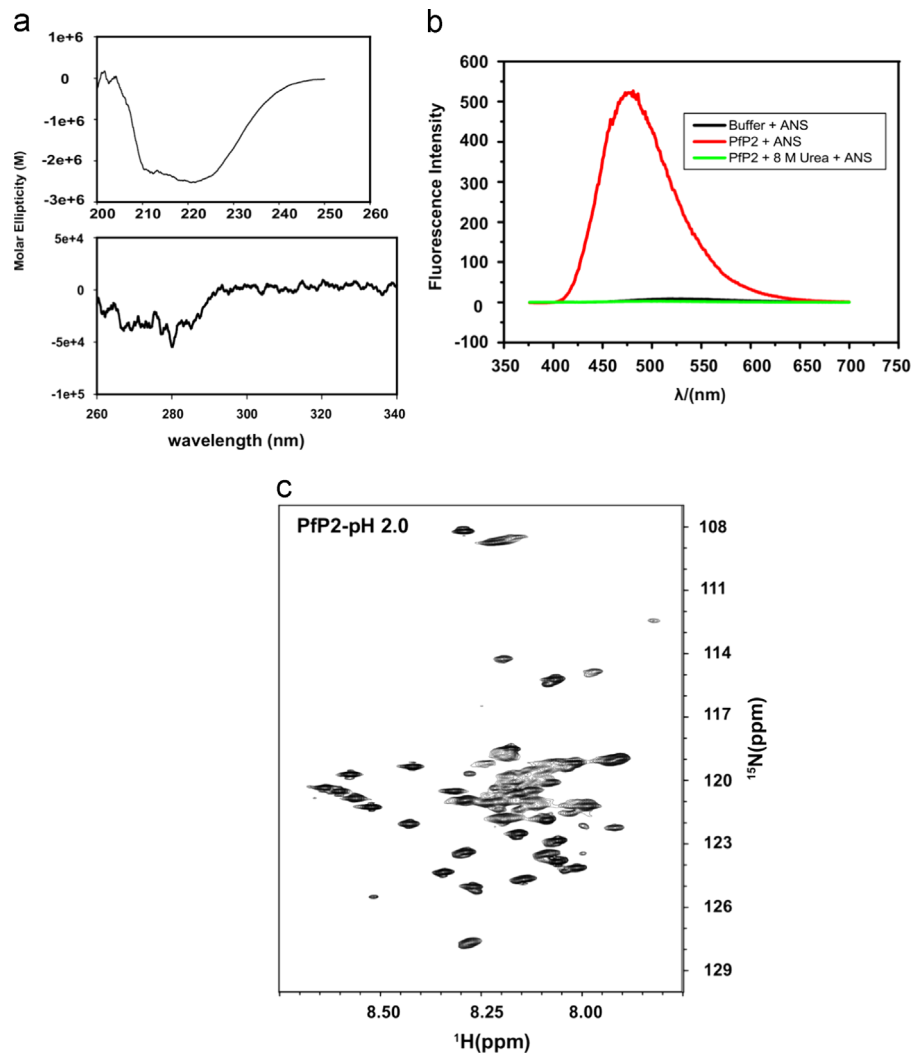 a
1e+6
0
-1e+6
-2e+6
-3e+6
200 210 220 230 240 250 260
Molar Ellipticity (M)
5e+4
0
-5e+4
-1e+5
260 280 300 320 340
wavelength (nm)
b
600
500
400
300
200
100
0
-100
Fluorescence Intensity
Buffer + ANS
PfP2 + ANS
PfP2 + 8 M Urea + ANS
350 400 450 500 550 600 650 700 750
λ/(nm)
c
PfP2-pH 2.0
108
111
114
117
120
123
126
129
¹⁵N(ppm)
8.50 8.25 8.00
¹H(ppm)